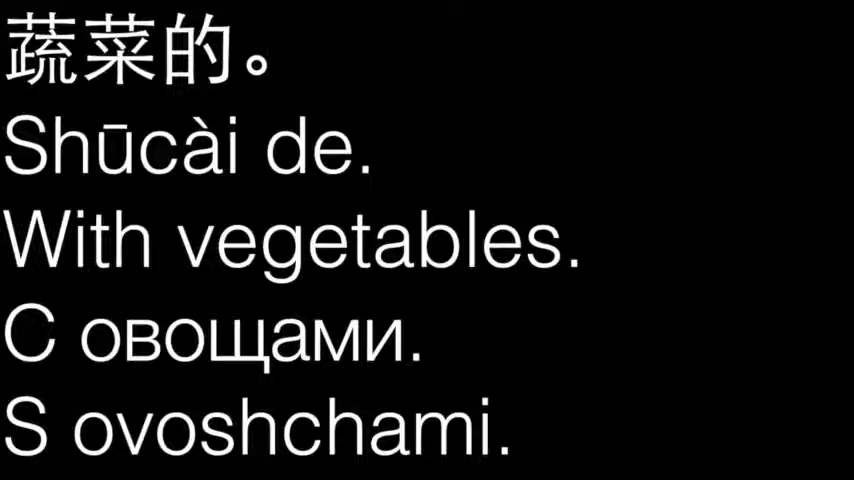 蔬菜的。
Shūcài de.
With vegetables.
С овощами.
S ovoshchami.